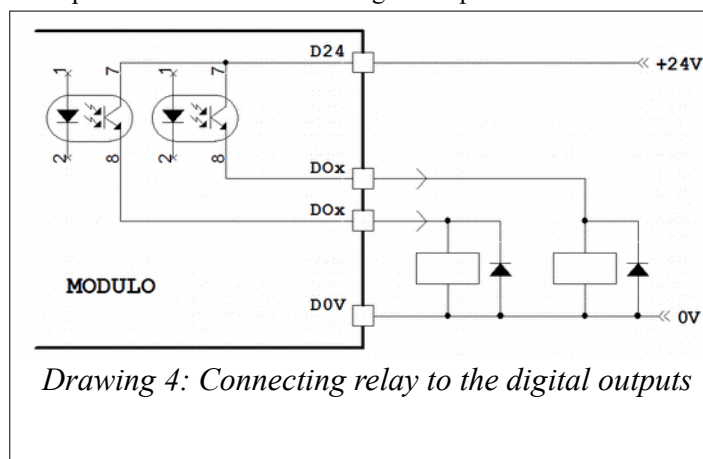 D24
+24V
1
7
1
7
2
8
2
8
DOx
DOx
MODULO
D0V
0V
Drawing 4: Connecting relay to the digital outputs